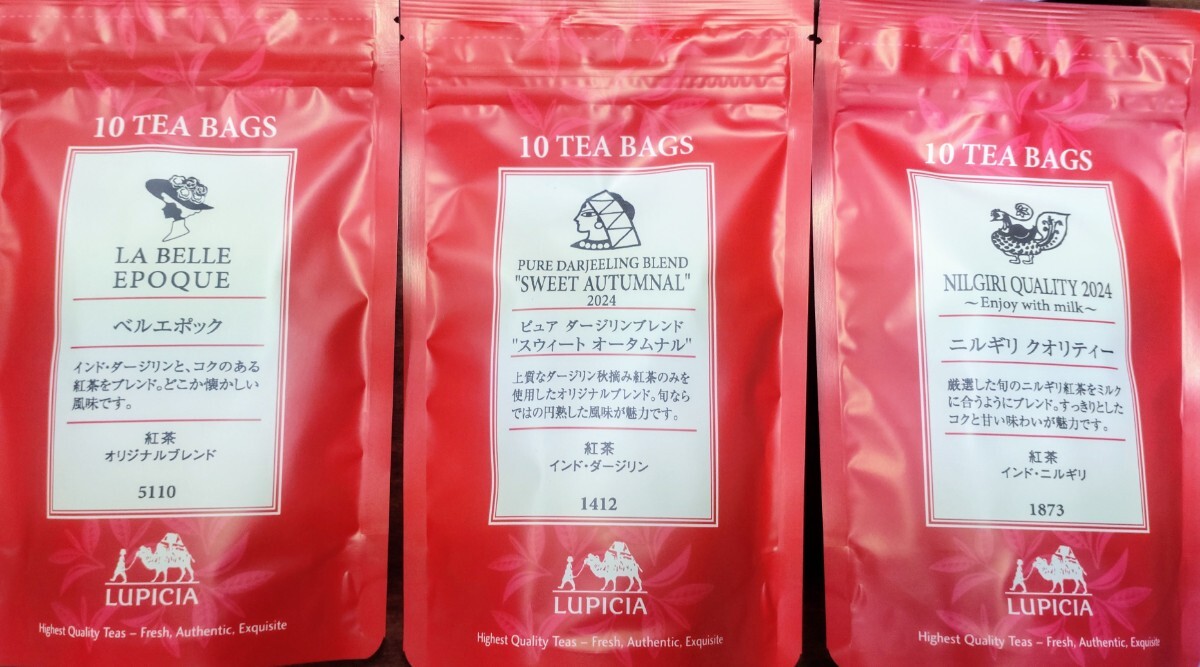 10 TEA BAGS
LA BELLE
EPOQUE
ベルエポック
インド・ダージリンと、コクのある
紅茶をブレンド。どこか懐かしい
風味です。
紅茶
オリジナルブレンド
5110
LUPICIA
Highest Quality Teas – Fresh, Authentic, Exquisite
10 TEA BAGS
PURE DARJEELING BLEND
"SWEET AUTUMNAL"
2024
ピュア ダージリンブレンド
"スウィート オータムナル"
上質なダージリン秋摘み紅茶のみを
使用したオリジナルブレンド。旬なら
ではの円熟した風味が魅力です。
紅茶
インド・ダージリン
1412
LUPICIA
Highest Quality Teas – Fresh, Authentic, Exquisite
10 TEA BAGS
NILGIRI QUALITY 2024
~Enjoy with milk~
ニルギリ クオリティー
厳選した旬のニルギリ紅茶をミルク
に合うようにブレンド。すっきりとした
コクと甘い味わいが魅力です。
紅茶
インド・ニルギリ
1873
LUPICIA
Highest Quality Teas – Fresh, Authentic, Exquisite